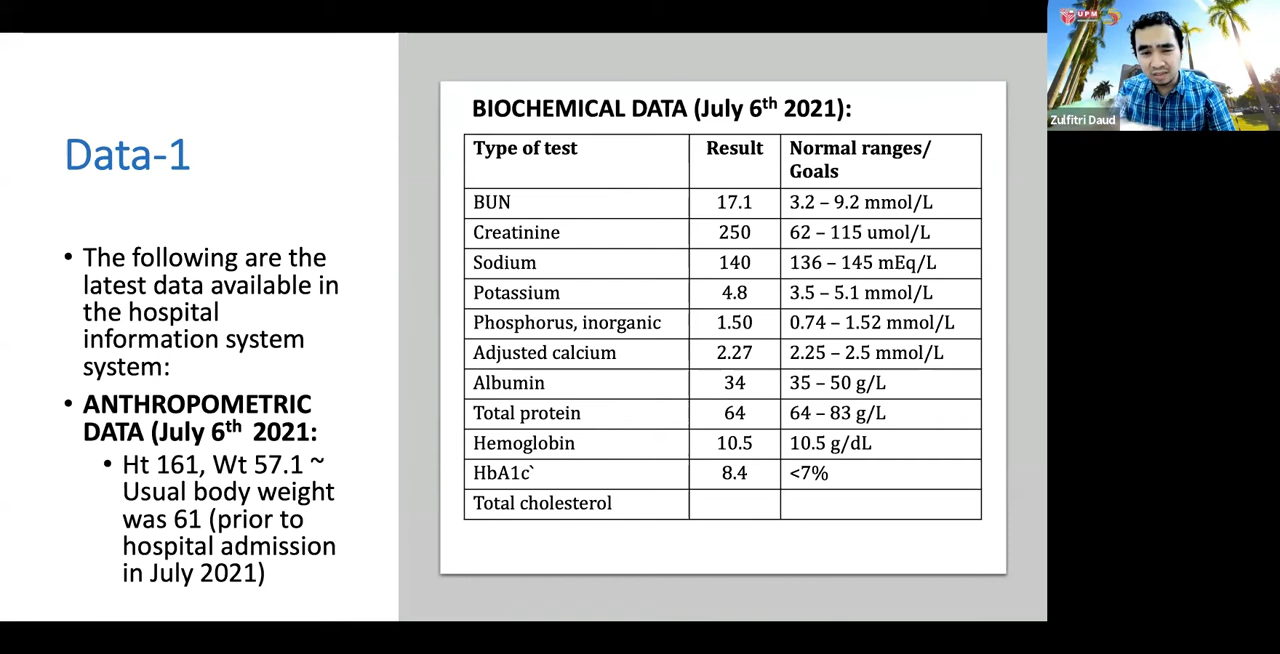 Data-1
• The following are the
latest data available in
the hospital
information system
system:
• ANTHROPOMETRIC
DATA (July 6th 2021:
• Ht 161, Wt 57.1 ~
Usual body weight
was 61 (prior to
hospital admission
in July 2021)
BIOCHEMICAL DATA (July 6th 2021):
Type of test Result Normal ranges/
Goals
BUN 17.1 3.2 – 9.2 mmol/L
Creatinine 250 62 – 115 umol/L
Sodium 140 136 – 145 mEq/L
Potassium 4.8 3.5 – 5.1 mmol/L
Phosphorus, inorganic 1.50 0.74 – 1.52 mmol/L
Adjusted calcium 2.27 2.25 – 2.5 mmol/L
Albumin 34 35 – 50 g/L
Total protein 64 64 – 83 g/L
Hemoglobin 10.5 10.5 g/dL
HbA1c` 8.4 <7%
Total cholesterol
UPM
Zulfitri Daud